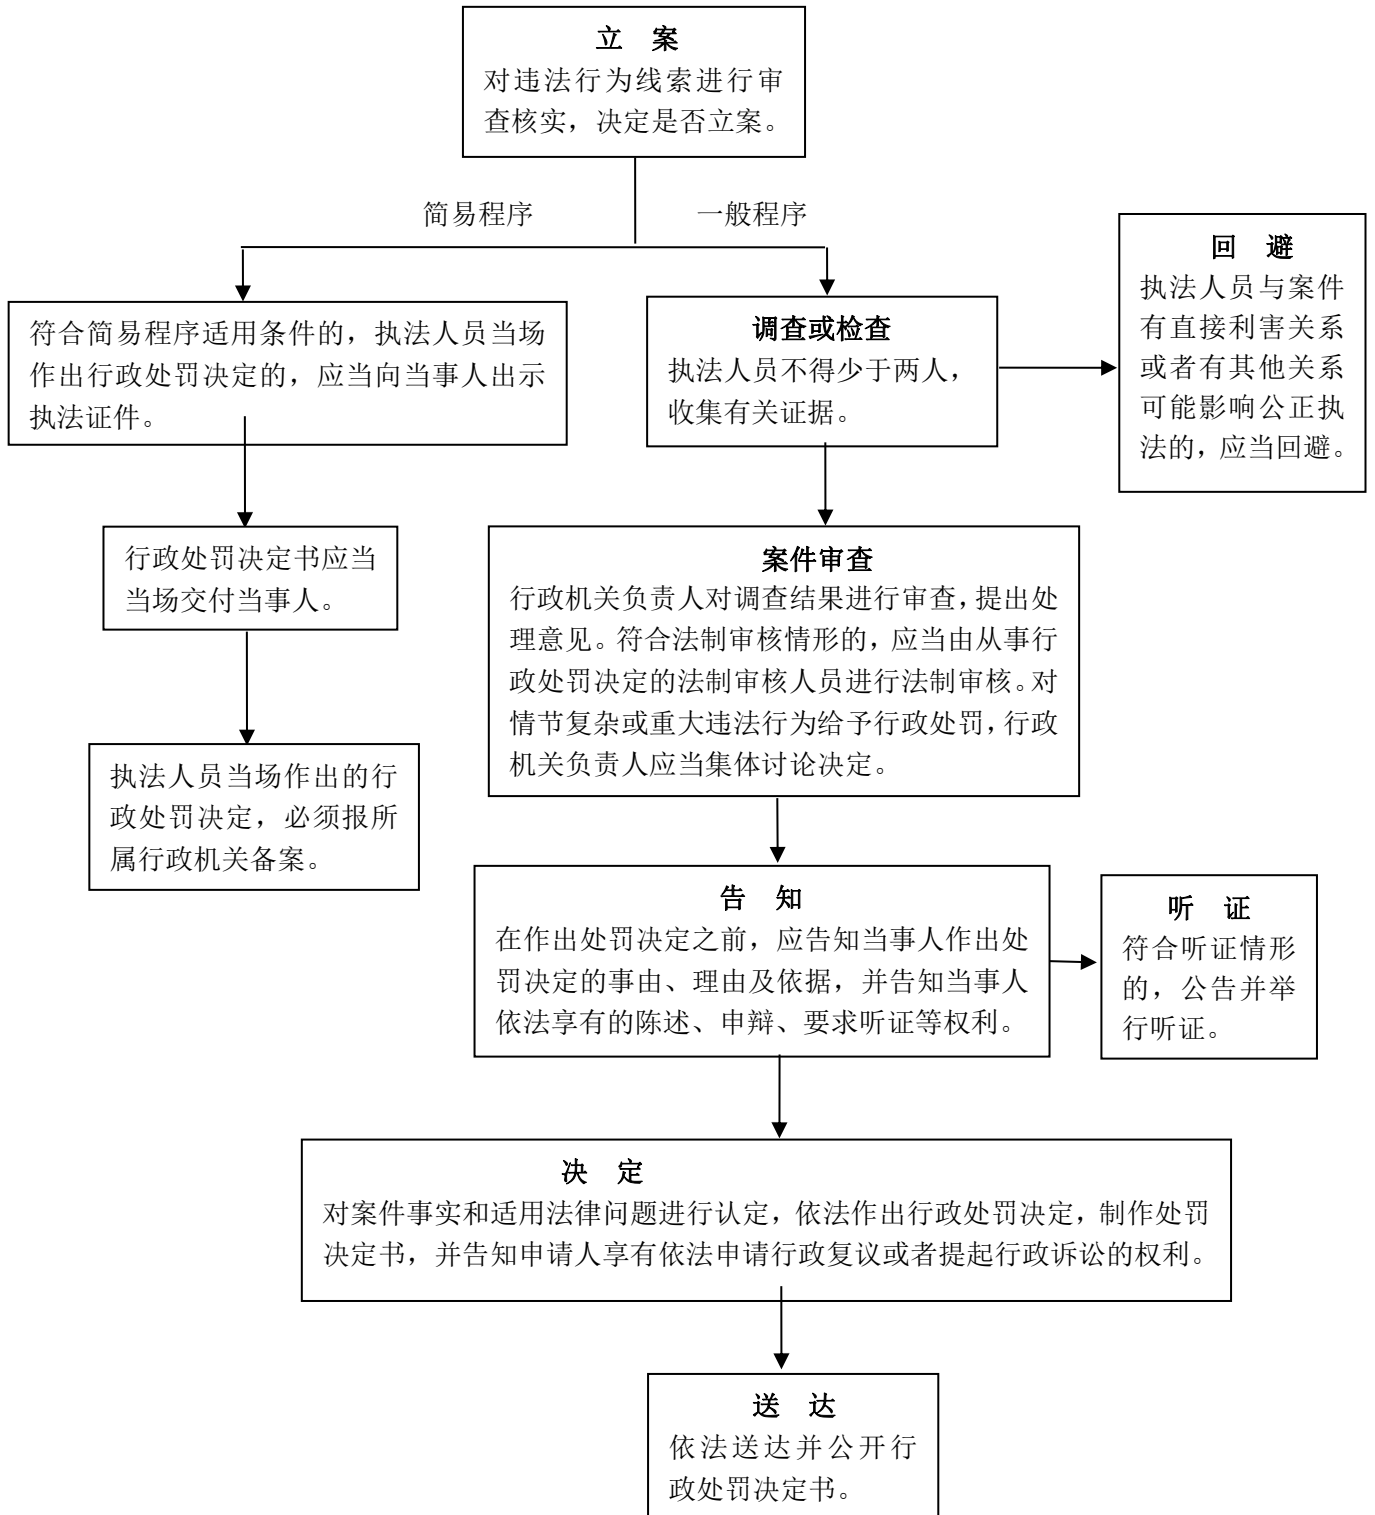 立 案
对违法行为线索进行审
查核实，决定是否立案。
简易程序
一般程序
回 避
执法人员与案件
有直接利害关系
或者有其他关系
可能影响公正执
法的，应当回避。
符合简易程序适用条件的，执法人员当场
作出行政处罚决定的，应当向当事人出示
执法证件。
调查或检查
执法人员不得少于两人，
收集有关证据。
行政处罚决定书应当
当场交付当事人。
案件审查
行政机关负责人对调查结果进行审查，提出处
理意见。符合法制审核情形的，应当由从事行
政处罚决定的法制审核人员进行法制审核。对
情节复杂或重大违法行为给予行政处罚，行政
机关负责人应当集体讨论决定。
执法人员当场作出的行
政处罚决定，必须报所
属行政机关备案。
告 知
在作出处罚决定之前，应告知当事人作出处
罚决定的事由、理由及依据，并告知当事人
依法享有的陈述、申辩、要求听证等权利。
听 证
符合听证情形
的，公告并举
行听证。
决 定
对案件事实和适用法律问题进行认定，依法作出行政处罚决定，制作处罚
决定书，并告知申请人享有依法申请行政复议或者提起行政诉讼的权利。
送 达
依法送达并公开行
政处罚决定书。